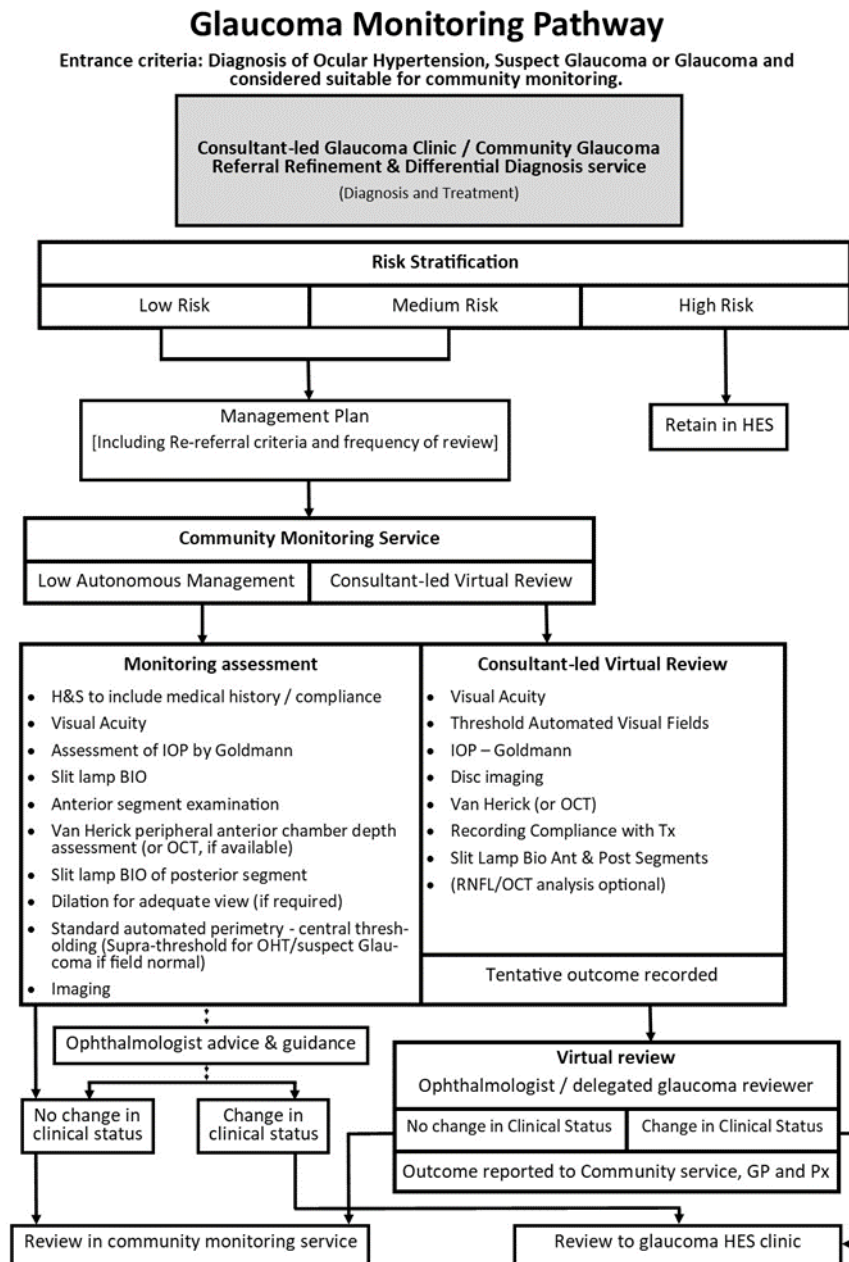 Glaucoma Monitoring Pathway
Entrance criteria: Diagnosis of Ocular Hypertension, Suspect Glaucoma or Glaucoma and
considered suitable for community monitoring.
Consultant-led Glaucoma Clinic / Community Glaucoma
Referral Refinement & Differential Diagnosis service
(Diagnosis and Treatment)
Risk Stratification
Low Risk
Medium Risk
High Risk
Management Plan
[Including Re-referral criteria and frequency of review]
Retain in HES
Community Monitoring Service
Low Autonomous Management
Consultant-led Virtual Review
Monitoring assessment
• H&S to include medical history / compliance
• Visual Acuity
• Assessment of IOP by Goldmann
• Slit lamp BIO
• Anterior segment examination
• Van Herick peripheral anterior chamber depth
assessment (or OCT, if available)
• Slit lamp BIO of posterior segment
• Dilation for adequate view (if required)
• Standard automated perimetry - central thresh-
olding (Supra-threshold for OHT/suspect Glau-
coma if field normal)
• Imaging
Consultant-led Virtual Review
• Visual Acuity
• Threshold Automated Visual Fields
• IOP – Goldmann
• Disc imaging
• Van Herick (or OCT)
• Recording Compliance with Tx
• Slit Lamp Bio Ant & Post Segments
• (RNFL/OCT analysis optional)
Tentative outcome recorded
Ophthalmologist advice & guidance
No change in
clinical status
Change in
clinical status
Virtual review
Ophthalmologist / delegated glaucoma reviewer
No change in Clinical Status
Change in Clinical Status
Outcome reported to Community service, GP and Px
Review in community monitoring service
Review to glaucoma HES clinic